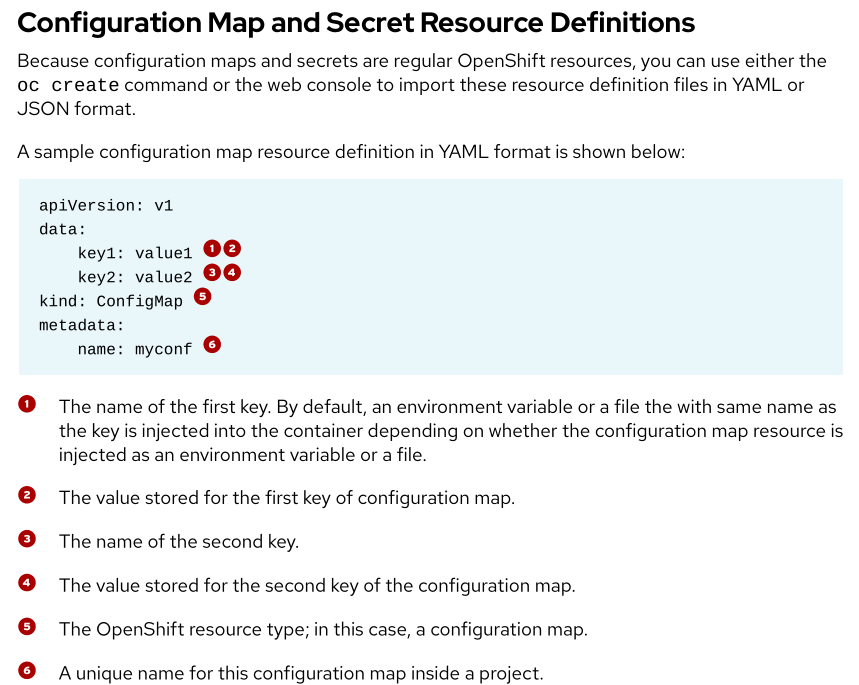 Configuration Map and Secret Resource Definitions
Because configuration maps and secrets are regular OpenShift resources, you can use either the
oc create command or the web console to import these resource definition files in YAML or
JSON format.
A sample configuration map resource definition in YAML format is shown below:
apiVersion: v1
data:
    key1: value1 1 2
    key2: value2 3 4
kind: ConfigMap 5
metadata:
    name: myconf 6
1 The name of the first key. By default, an environment variable or a file the with same name as
the key is injected into the container depending on whether the configuration map resource is
injected as an environment variable or a file.
2 The value stored for the first key of configuration map.
3 The name of the second key.
4 The value stored for the second key of the configuration map.
5 The OpenShift resource type; in this case, a configuration map.
6 A unique name for this configuration map inside a project.